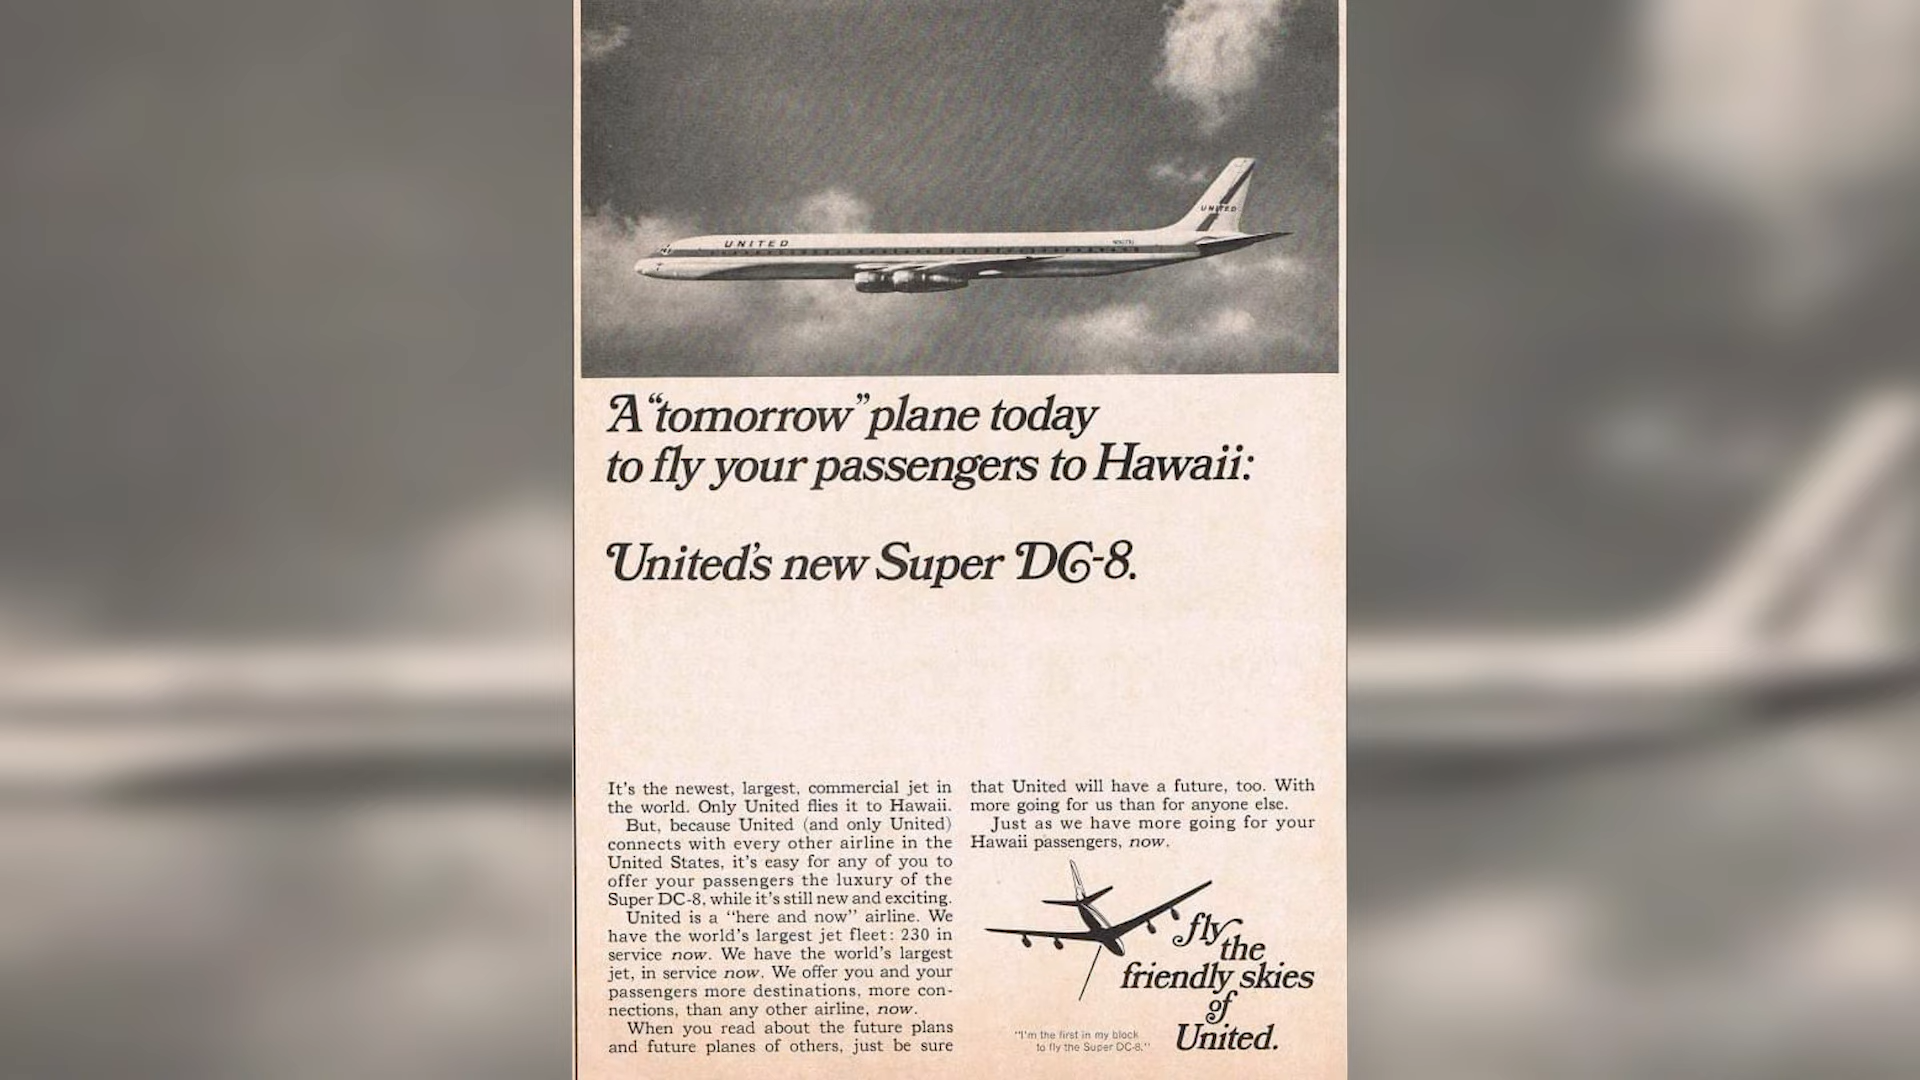 UNITED
UNITED
A “tomorrow” plane today
to fly your passengers to Hawaii:
United's new Super DC-8.
It's the newest, largest, commercial jet in
the world. Only United flies it to Hawaii.
But, because United (and only United)
connects with every other airline in the
United States, it's easy for any of you to
offer your passengers the luxury of the
Super DC-8, while it's still new and exciting.
United is a “here and now” airline. We
have the world's largest jet fleet: 230 in
service now. We have the world's largest
jet, in service now. We offer you and your
passengers more destinations, more con-
nections, than any other airline, now.
When you read about the future plans
and future planes of others, just be sure
that United will have a future, too. With
more going for us than for anyone else.
Just as we have more going for your
Hawaii passengers, now.
"I'm the first in my block
to fly the Super DC-8."
fly
the
friendly skies
of
United.